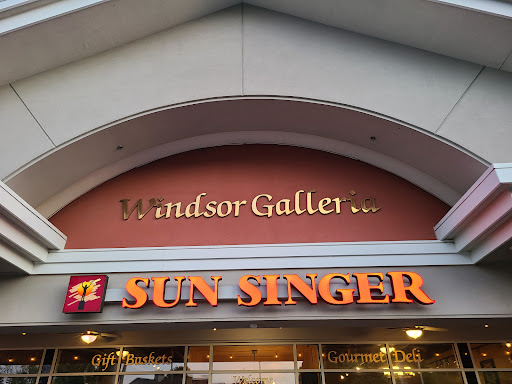 Windsor Galleria
SUN SINGER
Gift Baskets
Gourmet Deli